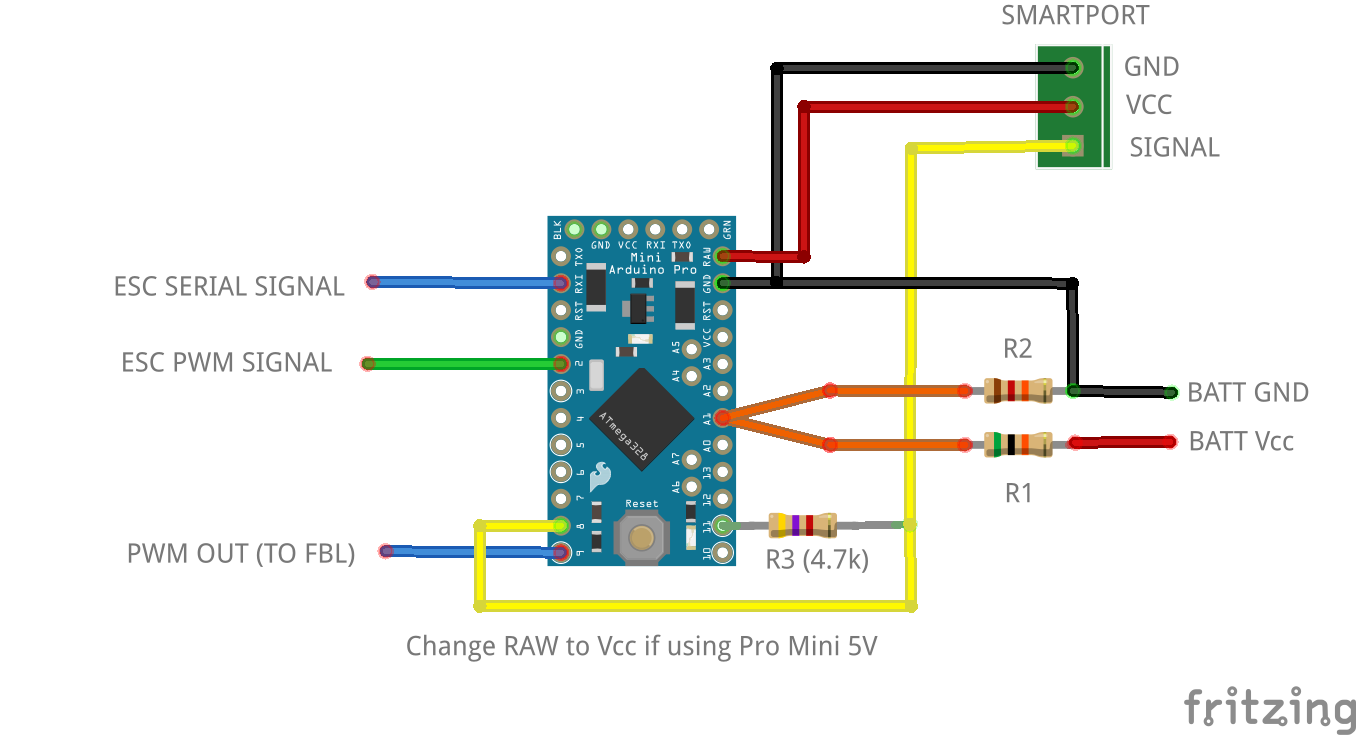 SMARTPORT
GND
VCC
SIGNAL
BLK
GND VCC RXI TXO
GRN
Mini
Arduino Pro
TXO
RXI
RST
GND
2
3
4
5
6
7
8
9
RAW
GND
RST
VCC
A3
A2
A1
A0
13
12
11
10
A5
A4
A7
A6
ATmega328
Reset
ESC SERIAL SIGNAL
ESC PWM SIGNAL
PWM OUT (TO FBL)
R2
BATT GND
BATT Vcc
R1
R3 (4.7k)
Change RAW to Vcc if using Pro Mini 5V
fritzing